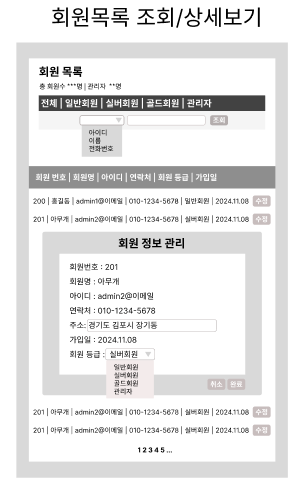 회원목록 조회/상세보기
회원 목록
총 회원수 ***명 | 관리자 **명
전체 | 일반회원 | 실버회원 | 골드회원 | 관리자
조회
아이디
이름
전화번호
회원 번호 | 회원명 | 아이디 | 연락처 | 회원 등급 | 가입일
200 | 홍길동 | admin1@이메일 | 010-1234-5678 | 일반회원 | 2024.11.08 수정
201 | 아무개 | admin2@이메일 | 010-1234-5678 | 실버회원 | 2024.11.08 수정
회원 정보 관리
회원번호 : 201
회원명 : 아무개
아이디 : admin2@이메일
연락처 : 010-1234-5678
주소: 경기도 김포시 장기동
가입일 : 2024.11.08
회원 등급 : 실버회원
일반회원
실버회원
골드회원
관리자
취소 완료
201 | 아무개 | admin2@이메일 | 010-1234-5678 | 실버회원 | 2024.11.08 수정
201 | 아무개 | admin2@이메일 | 010-1234-5678 | 실버회원 | 2024.11.08 수정
1 2 3 4 5 ...